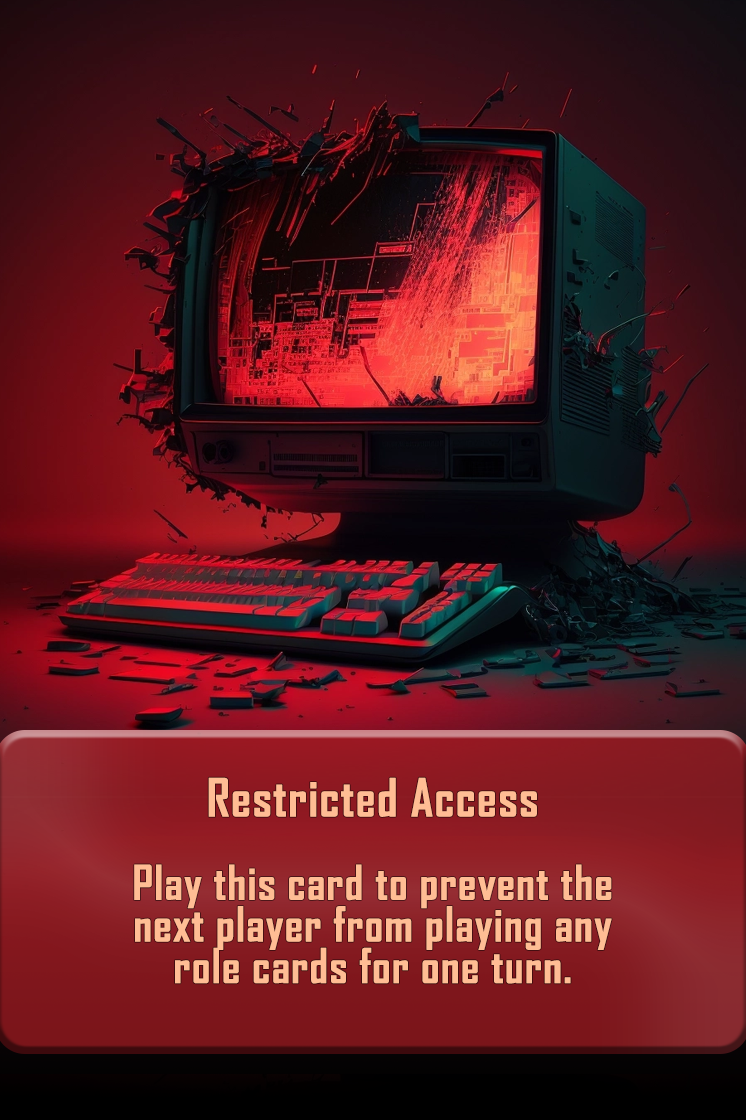 Restricted Access
Play this card to prevent the
next player from playing any
role cards for one turn.